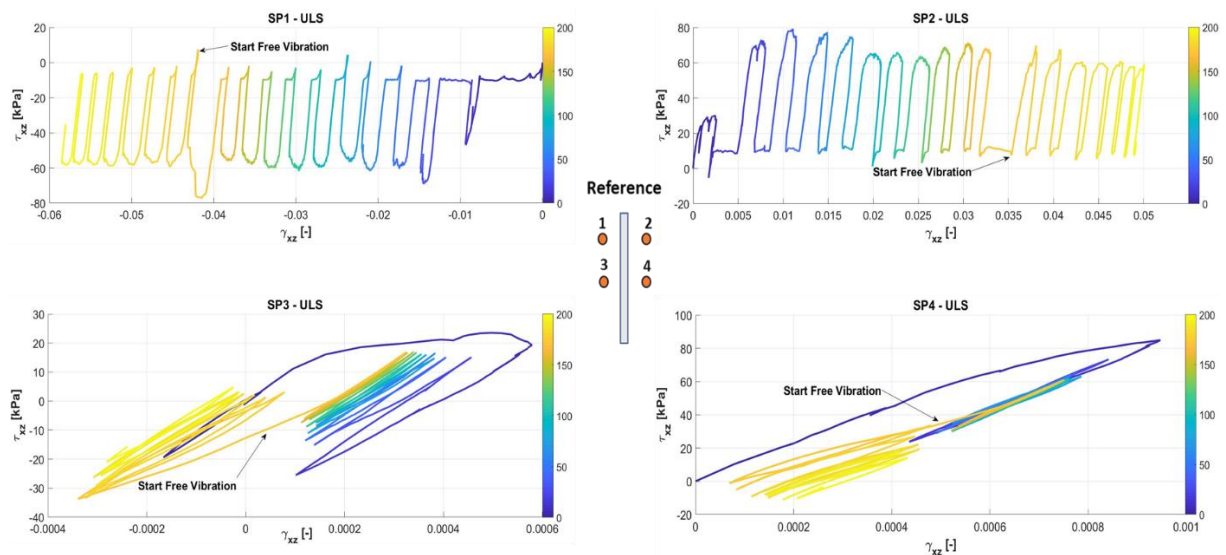 SP1 - ULS
20
0
-20
-40
-60
-80
τxz [kPa]
Start Free Vibration
-0.06 -0.05 -0.04 -0.03 -0.02 -0.01 0
γxz [-]
200
150
100
50
0
SP2 - ULS
80
60
40
20
0
-20
τxz [kPa]
Start Free Vibration
0 0.005 0.01 0.015 0.02 0.025 0.03 0.035 0.04 0.045 0.05
γxz [-]
200
150
100
50
0
Reference
1 2
3 4
SP3 - ULS
30
20
10
0
-10
-20
-30
-40
τxz [kPa]
Start Free Vibration
-0.0004 -0.0002 0 0.0002 0.0004 0.0006
γxz [-]
200
150
100
50
0
SP4 - ULS
100
80
60
40
20
0
-20
τxz [kPa]
Start Free Vibration
0 0.0002 0.0004 0.0006 0.0008 0.001
γxz [-]
200
150
100
50
0